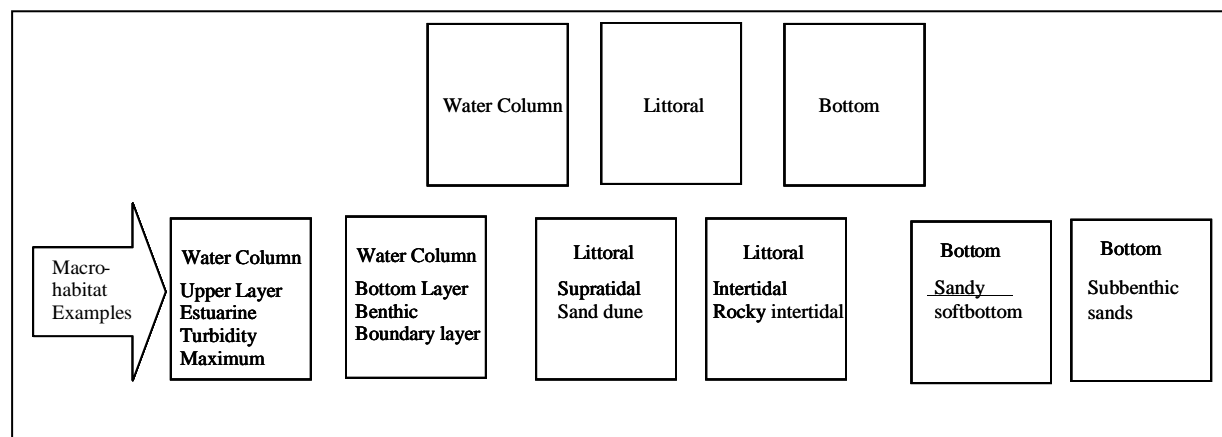 Water Column
Littoral
Bottom
Macro-
habitat
Examples
Water Column
Upper Layer
Estuarine
Turbidity
Maximum
Water Column
Bottom Layer
Benthic
Boundary layer
Littoral
Supratidal
Sand dune
Littoral
Intertidal
Rocky intertidal
Bottom
Sandy
softbottom
Bottom
Subbenthic
sands